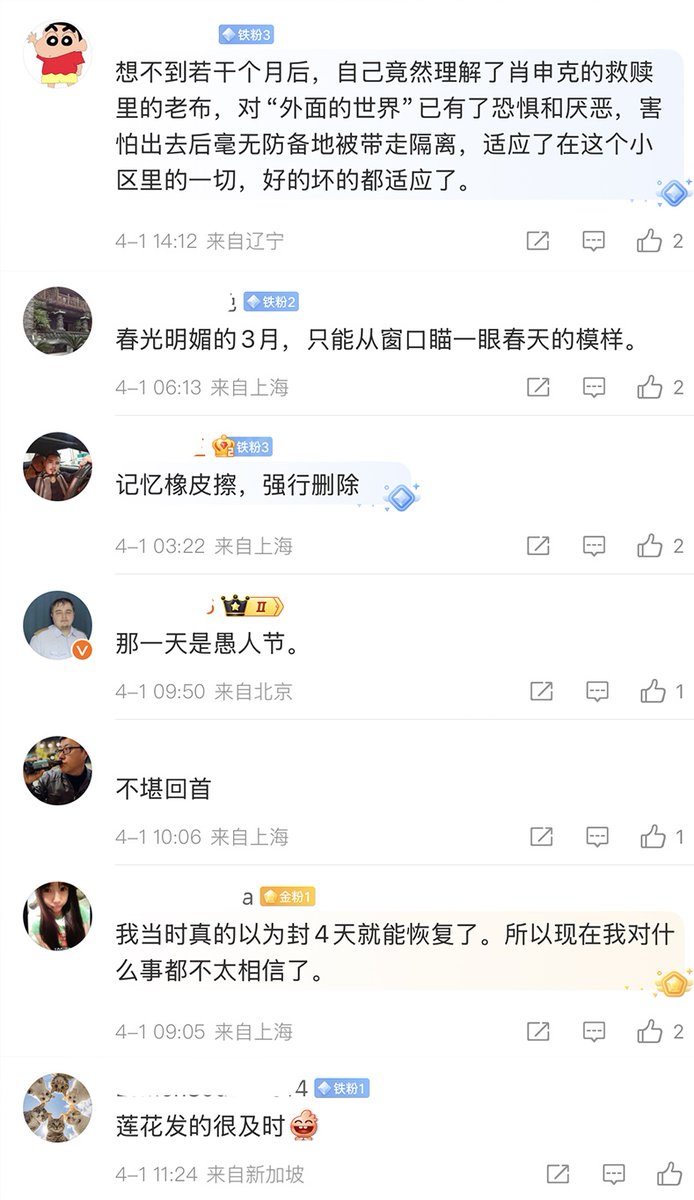 铁粉3
想不到若干个月后，自己竟然理解了肖申克的救赎
里的老布，对“外面的世界”已有了恐惧和厌恶，害
怕出去后毫无防备地被带走隔离，适应了在这个小
区里的一切，好的坏的都适应了。
4-1 14:12 来自辽宁
2
铁粉2
春光明媚的3月，只能从窗口瞄一眼春天的模样。
4-1 06:13 来自上海
2
铁粉3
记忆橡皮擦，强行删除
4-1 03:22 来自上海
2
II
那一天是愚人节。
4-1 09:50 来自北京
1
不堪回首
4-1 10:06 来自上海
1
a 金粉1
我当时真的以为封4天就能恢复了。所以现在我对什
么事都不太相信了。
4-1 09:05 来自上海
2
4 铁粉1
莲花发的很及时
4-1 11:24 来自新加坡